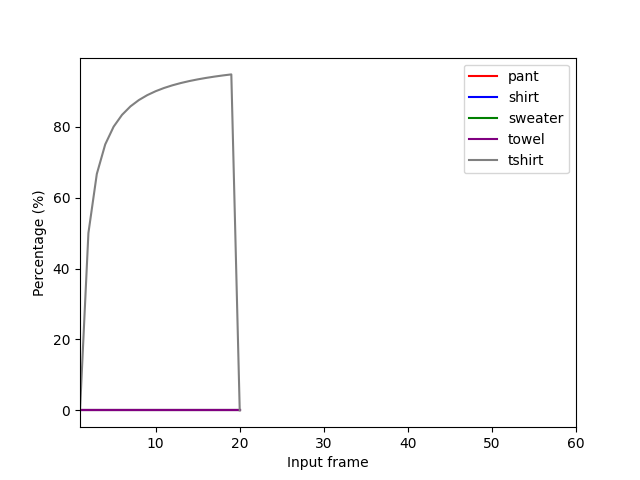 pant
shirt
sweater
towel
tshirt
Percentage (%)
80
60
40
20
0
10 20 30 40 50 60
Input frame